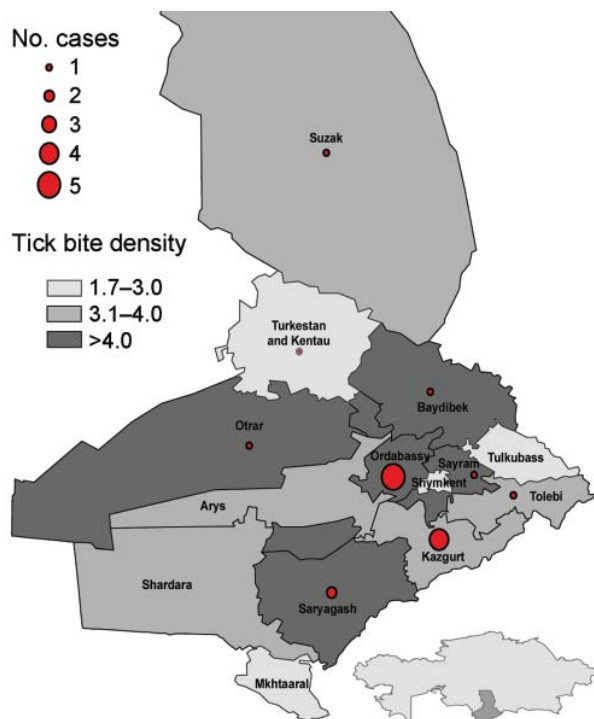 No. cases
1
2
3
4
5
Tick bite density
1.7–3.0
3.1–4.0
>4.0
Suzak
Turkestan
and Kentau
Baydibek
Otrar
Ordabassy
Sayram
Tulkubass
Shymkent
Arys
Tolebi
Kazgurt
Shardara
Saryagash
Mkhtaaral